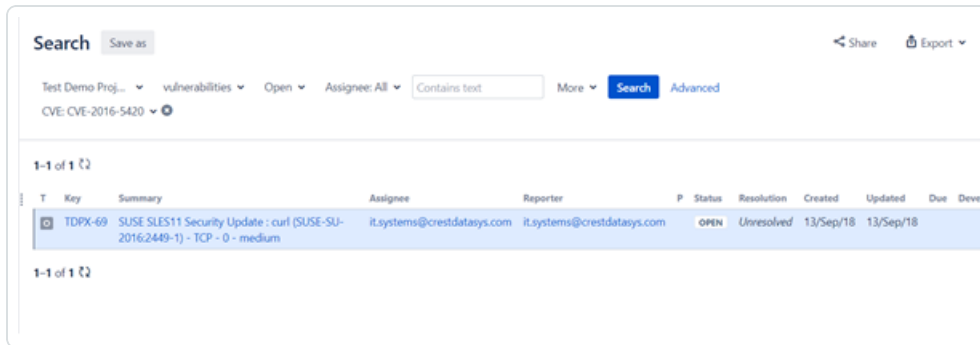 Search Save as Share Export
Test Demo Proj... vulnerabilities Open Assignee: All Contains text More Search Advanced
CVE: CVE-2016-5420
1–1 of 1
T Key Summary Assignee Reporter P Status Resolution Created Updated Due Deve
TDPX-69 SUSE SLES11 Security Update : curl (SUSE-SU- it.systems@crestdatasys.com it.systems@crestdatasys.com OPEN Unresolved 13/Sep/18 13/Sep/18
2016:2449-1) - TCP - 0 - medium
1–1 of 1